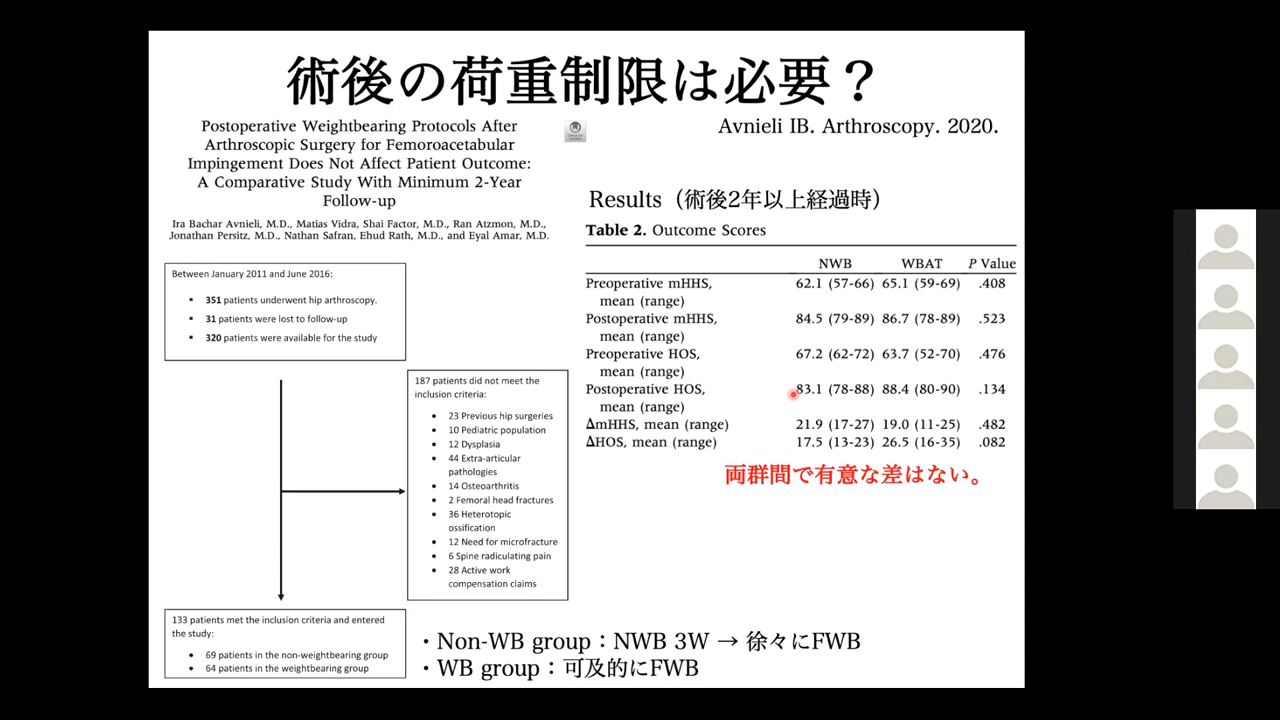 術後の荷重制限は必要？
Postoperative Weightbearing Protocols After
Arthroscopic Surgery for Femoroacetabular
Impingement Does Not Affect Patient Outcome:
A Comparative Study With Minimum 2-Year
Follow-up
Ira Bachar Avnieli, M.D., Matias Vidra, M.D., Shai Factor, M.D., Ran Atzmon, M.D.,
Jonathan Persitz, M.D., Nathan Safran, M.D., Ehud Rath, M.D., and Eyal Amar, M.D.
Avnieli IB. Arthroscopy. 2020.
Between January 2011 and June 2016:
▪ 351 patients underwent hip arthroscopy.
▪ 31 patients were lost to follow-up
▪ 320 patients were available for the study
187 patients did not meet the
inclusion criteria:
• 23 Previous hip surgeries
• 10 Pediatric population
• 12 Dysplasia
• 44 Extra-articular
pathologies
• 14 Osteoarthritis
• 2 Femoral head fractures
• 36 Heterotopic
ossification
• 12 Need for microfracture
• 6 Spine radiculating pain
• 28 Active work
compensation claims
133 patients met the inclusion criteria and entered
the study:
• 69 patients in the non-weightbearing group
• 64 patients in the weightbearing group
Results（術後2年以上経過時）
Table 2. Outcome Scores
NWB WBAT P Value
Preoperative mHHS, 62.1 (57-66) 65.1 (59-69) .408
mean (range)
Postoperative mHHS, 84.5 (79-89) 86.7 (78-89) .523
mean (range)
Preoperative HOS, 67.2 (62-72) 63.7 (52-70) .476
mean (range)
Postoperative HOS, 83.1 (78-88) 88.4 (80-90) .134
mean (range)
ΔmHHS, mean (range) 21.9 (17-27) 19.0 (11-25) .482
ΔHOS, mean (range) 17.5 (13-23) 26.5 (16-35) .082
両群間で有意な差はない。
・Non-WB group：NWB 3W → 徐々にFWB
・WB group：可及的にFWB